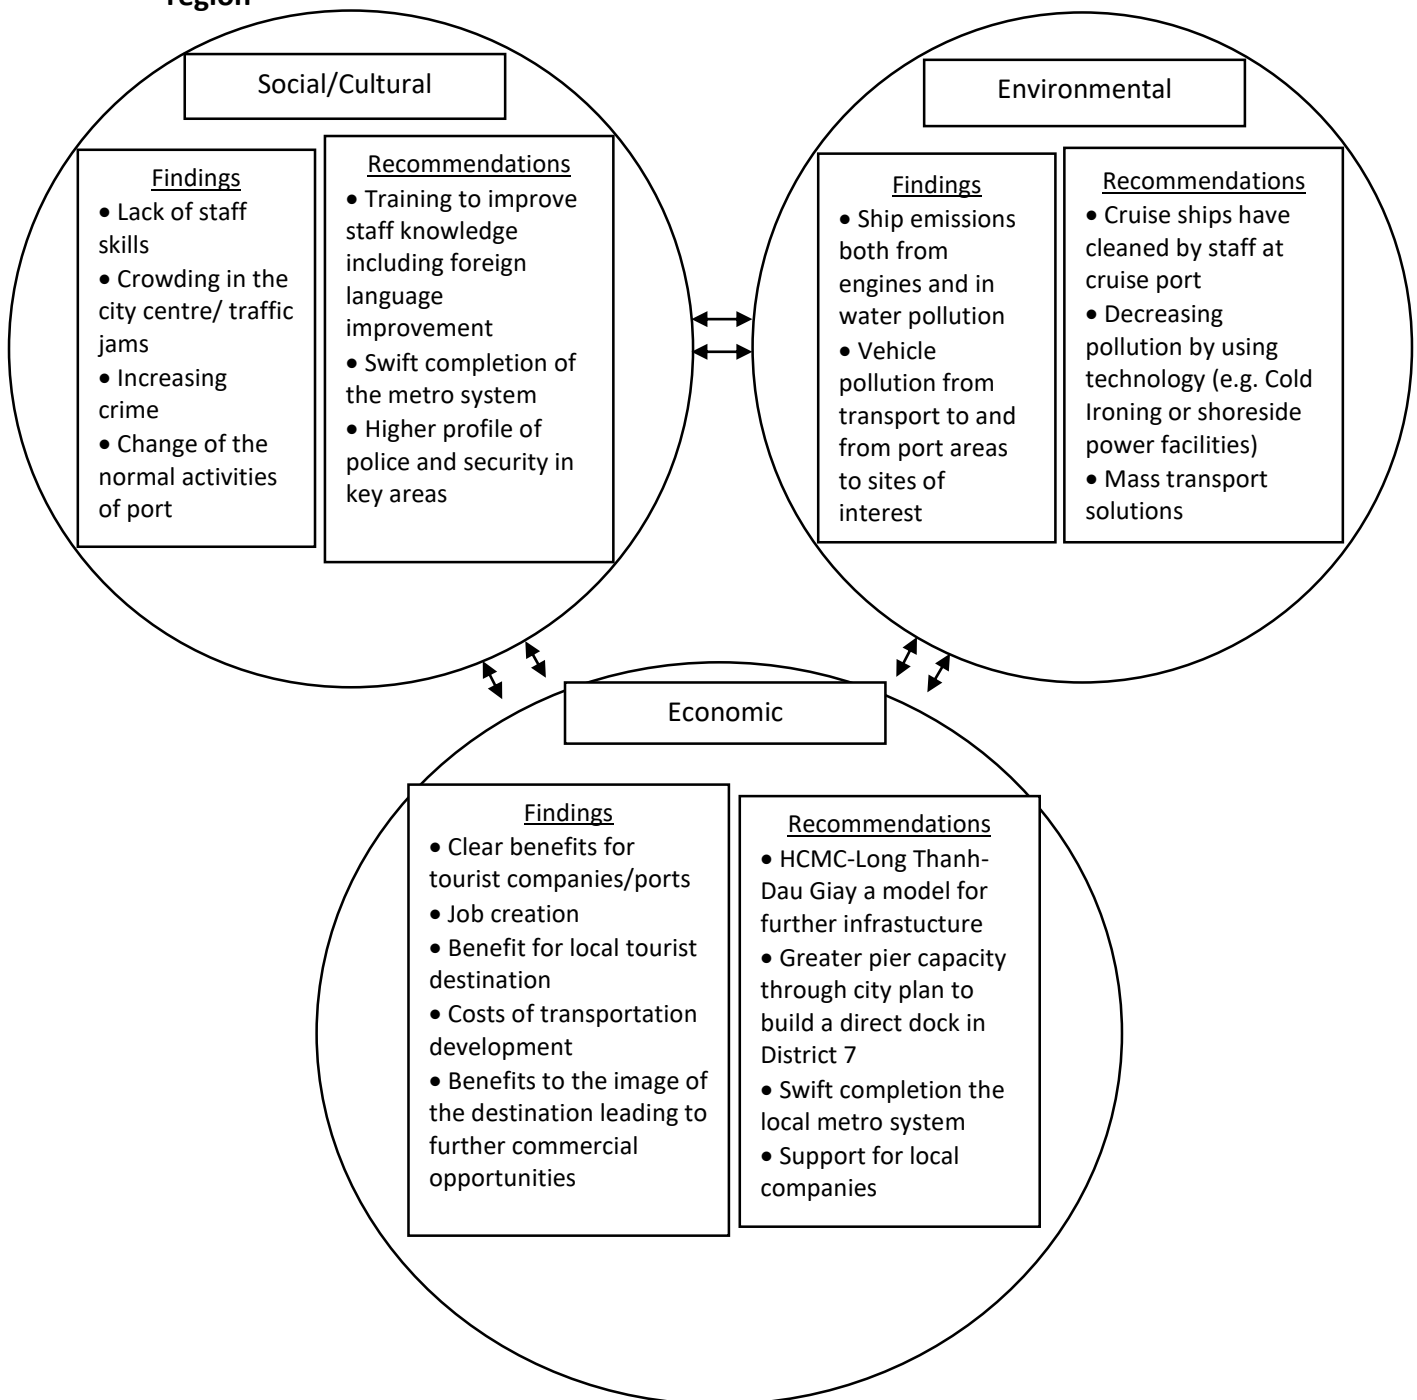 region
Social/Cultural
Findings
• Lack of staff
skills
• Crowding in the
city centre/ traffic
jams
• Increasing
crime
• Change of the
normal activities
of port
Recommendations
• Training to improve
staff knowledge
including foreign
language
improvement
• Swift completion of
the metro system
• Higher profile of
police and security in
key areas
Environmental
Findings
• Ship emissions
both from
engines and in
water pollution
• Vehicle
pollution from
transport to and
from port areas
to sites of
interest
Recommendations
• Cruise ships have
cleaned by staff at
cruise port
• Decreasing
pollution by using
technology (e.g. Cold
Ironing or shoreside
power facilities)
• Mass transport
solutions
Economic
Findings
• Clear benefits for
tourist companies/ports
• Job creation
• Benefit for local tourist
destination
• Costs of transportation
development
• Benefits to the image of
the destination leading to
further commercial
opportunities
Recommendations
• HCMC-Long Thanh-
Dau Giay a model for
further infrastucture
• Greater pier capacity
through city plan to
build a direct dock in
District 7
• Swift completion the
local metro system
• Support for local
companies